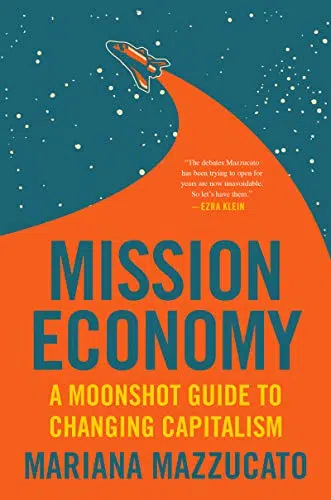 "The debates Mazzucato
has been trying to open for
years are now unavoidable.
So let's have them."
—EZRA KLEIN
MISSION
ECONOMY
A MOONSHOT GUIDE TO
CHANGING CAPITALISM
MARIANA MAZZUCATO